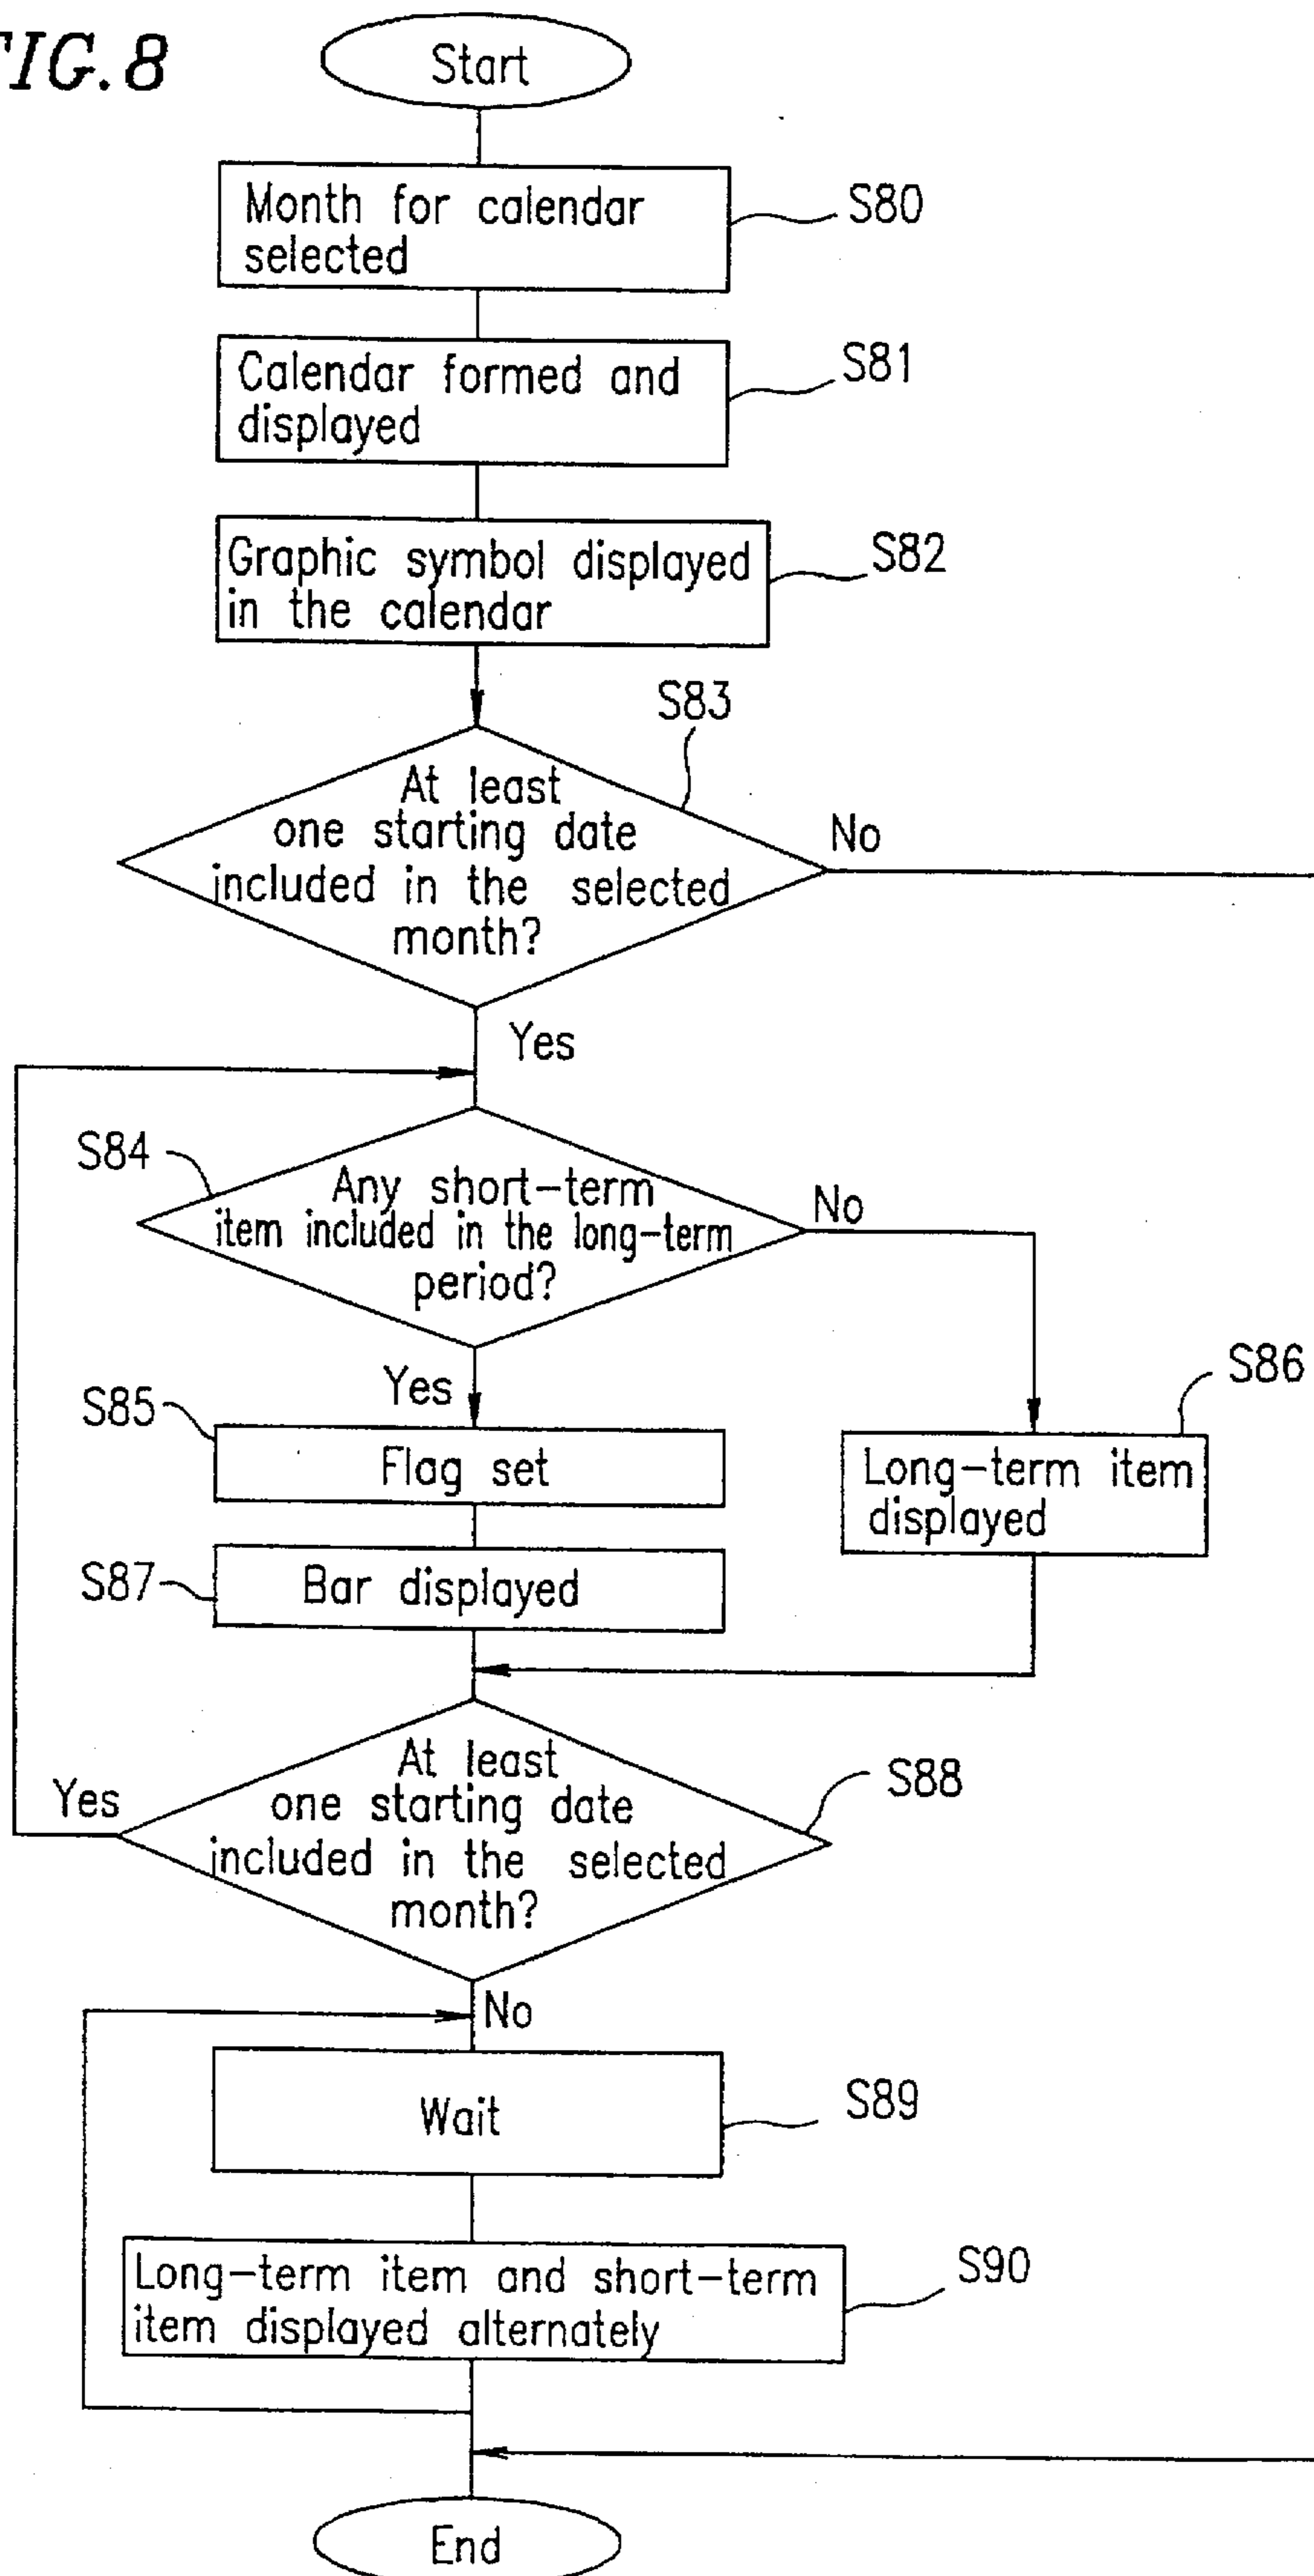 FIG.8
Start
Month for calendar
selected
S80
Calendar formed and
displayed
S81
Graphic symbol displayed
in the calendar
S82
S83
At least
one starting date
included in the selected
month?
No
Yes
S84
Any short-term
item included in the long-term
period?
No
Yes
S85
Flag set
S86
Long-term item
displayed
S87
Bar displayed
At least
one starting date
included in the selected
month?
S88
Yes
No
Wait
S89
Long-term item and short-term
item displayed alternately
S90
End